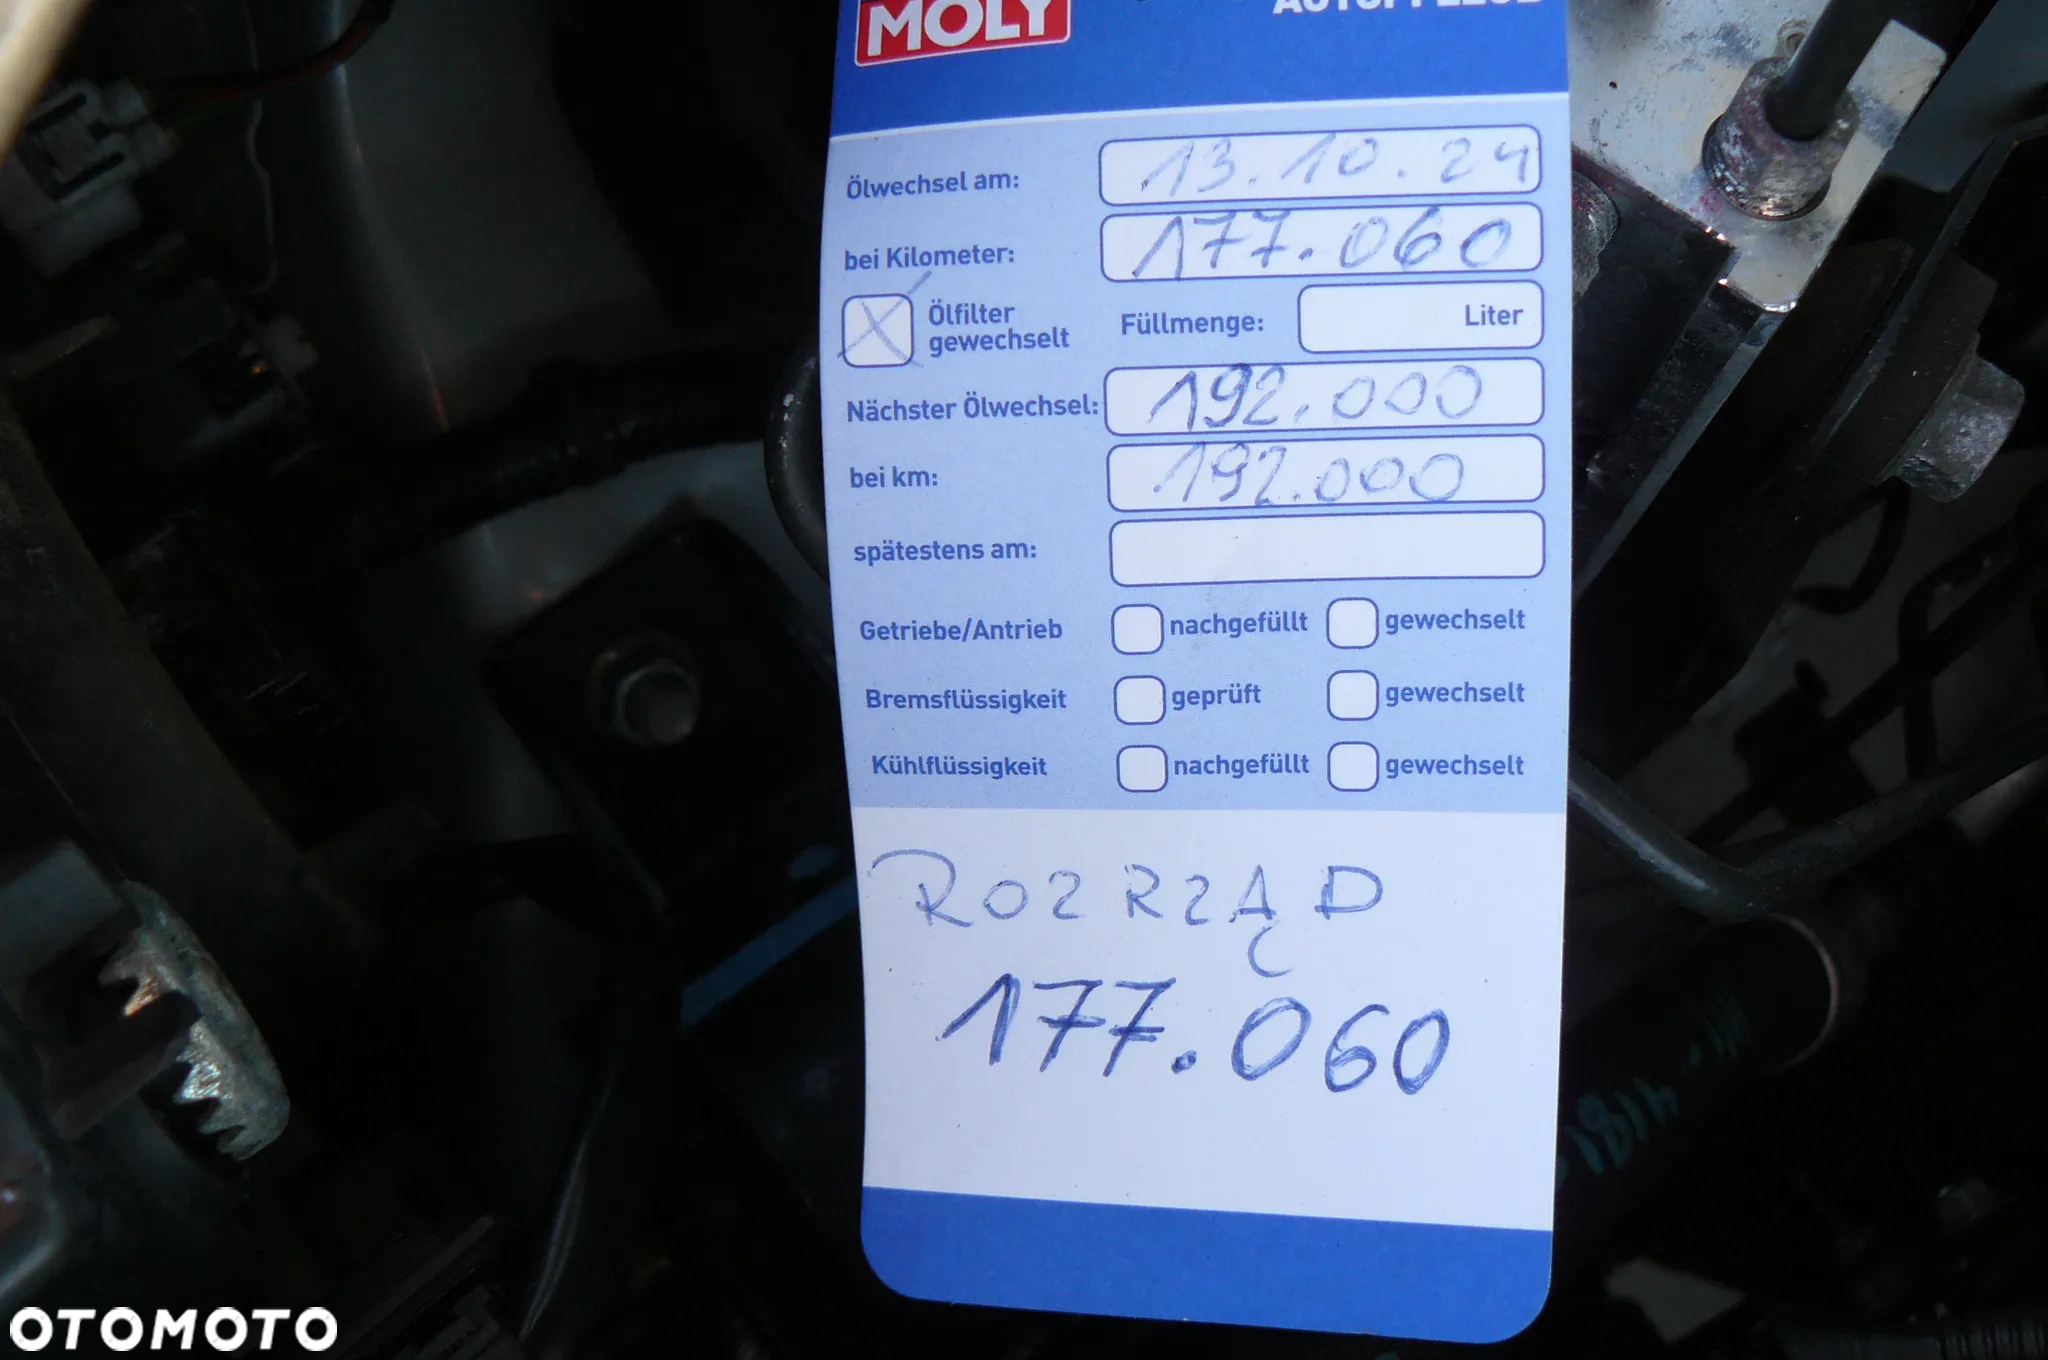 MOLY
Ölwechsel am: 13.10.24
bei Kilometer: 177.060
Ölfilter gewechselt Füllmenge: Liter
Nächster Ölwechsel: 192.000
bei km: 192.000
spätestens am:
Getriebe/Antrieb nachgefüllt gewechselt
Bremsflüssigkeit geprüft gewechselt
Kühlflüssigkeit nachgefüllt gewechselt
ROZRZĄD
177.060
OTOMOTO